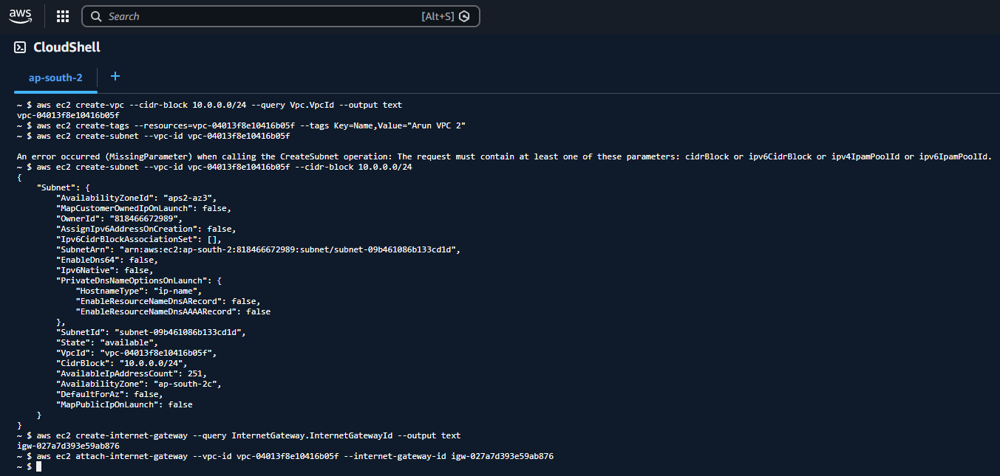 aws
Search [Alt+S]
CloudShell
ap-south-2 +
~ $ aws ec2 create-vpc --cidr-block 10.0.0.0/24 --query Vpc.VpcId --output text
vpc-04013f8e10416b05f
~ $ aws ec2 create-tags --resources=vpc-04013f8e10416b05f --tags Key=Name,Value="Arun VPC 2"
~ $ aws ec2 create-subnet --vpc-id vpc-04013f8e10416b05f

An error occurred (MissingParameter) when calling the CreateSubnet operation: The request must contain at least one of these parameters: cidrBlock or ipv6CidrBlock or ipv4IpamPoolId or ipv6IpamPoolId.
~ $ aws ec2 create-subnet --vpc-id vpc-04013f8e10416b05f --cidr-block 10.0.0.0/24
{
    "Subnet": {
        "AvailabilityZoneId": "aps2-az3",
        "MapCustomerOwnedIpOnLaunch": false,
        "OwnerId": "818466672989",
        "AssignIpv6AddressOnCreation": false,
        "Ipv6CidrBlockAssociationSet": [],
        "SubnetArn": "arn:aws:ec2:ap-south-2:818466672989:subnet/subnet-09b461086b133cd1d",
        "EnableDns64": false,
        "Ipv6Native": false,
        "PrivateDnsNameOptionsOnLaunch": {
            "HostnameType": "ip-name",
            "EnableResourceNameDnsARecord": false,
            "EnableResourceNameDnsAAAARecord": false
        },
        "SubnetId": "subnet-09b461086b133cd1d",
        "State": "available",
        "VpcId": "vpc-04013f8e10416b05f",
        "CidrBlock": "10.0.0.0/24",
        "AvailableIpAddressCount": 251,
        "AvailabilityZone": "ap-south-2c",
        "DefaultForAz": false,
        "MapPublicIpOnLaunch": false
    }
}
~ $ aws ec2 create-internet-gateway --query InternetGateway.InternetGatewayId --output text
igw-027a7d393e59ab876
~ $ aws ec2 attach-internet-gateway --vpc-id vpc-04013f8e10416b05f --internet-gateway-id igw-027a7d393e59ab876
~ $